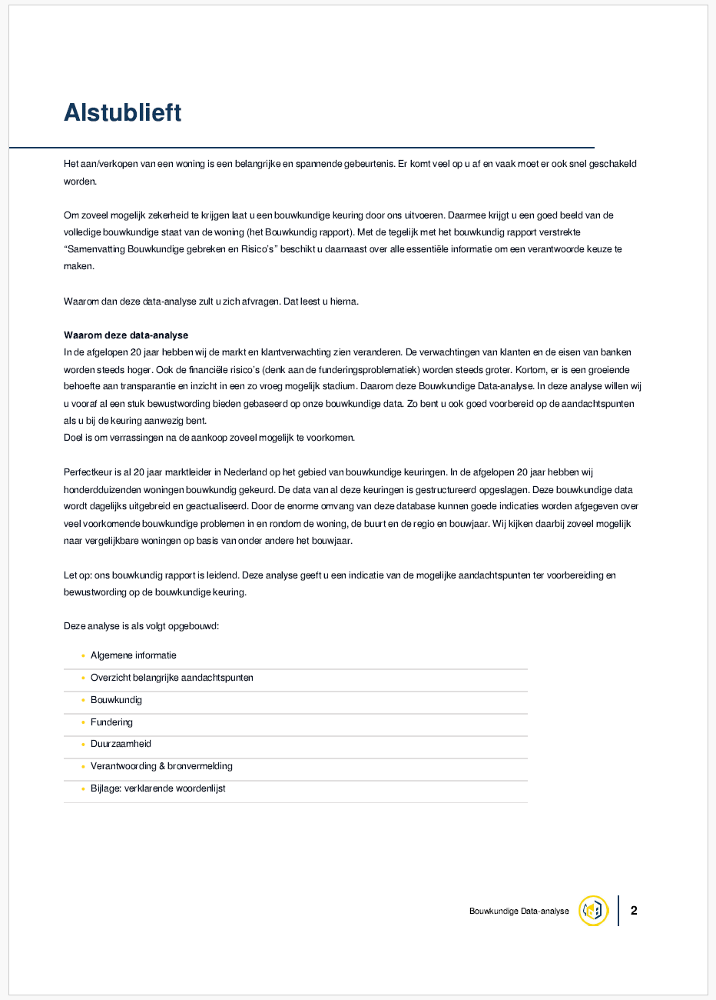 Alstublieft
Het aan/verkopen van een woning is een belangrijke en spannende gebeurtenis. Er komt veel op u af en vaak moet er ook snel geschakeld
worden.
Om zoveel mogelijk zekerheid te krijgen laat u een bouwkundige keuring door ons uitvoeren. Daarmee krijgt u een goed beeld van de
volledige bouwkundige staat van de woning (het Bouwkundig rapport). Met de tegelijk met het bouwkundig rapport verstrekte
“Samenvatting Bouwkundige gebreken en Risico’s” beschikt u daarnaast over alle essentiële informatie om een verantwoorde keuze te
maken.
Waarom dan deze data-analyse zult u zich afvragen. Dat leest u hierna.
Waarom deze data-analyse
In de afgelopen 20 jaar hebben wij de markt en klantverwachting zien veranderen. De verwachtingen van klanten en de eisen van banken
worden steeds hoger. Ook de financiële risico’s (denk aan de funderingsproblematiek) worden steeds groter. Kortom, er is een groeiende
behoefte aan transparantie en inzicht in een zo vroeg mogelijk stadium. Daarom deze Bouwkundige Data-analyse. In deze analyse willen wij
u vooraf al een stuk bewustwording bieden gebaseerd op onze bouwkundige data. Zo bent u ook goed voorbereid op de aandachtspunten
als u bij de keuring aanwezig bent.
Doel is om verrassingen na de aankoop zoveel mogelijk te voorkomen.
Perfectkeur is al 20 jaar marktleider in Nederland op het gebied van bouwkundige keuringen. In de afgelopen 20 jaar hebben wij
honderdduizenden woningen bouwkundig gekeurd. De data van al deze keuringen is gestructureerd opgeslagen. Deze bouwkundige data
wordt dagelijks uitgebreid en geactualiseerd. Door de enorme omvang van deze database kunnen goede indicaties worden afgegeven over
veel voorkomende bouwkundige problemen in en rondom de woning, de buurt en de regio en bouwjaar. Wij kijken daarbij zoveel mogelijk
naar vergelijkbare woningen op basis van onder andere het bouwjaar.
Let op: ons bouwkundig rapport is leidend. Deze analyse geeft u een indicatie van de mogelijke aandachtspunten ter voorbereiding en
bewustwording op de bouwkundige keuring.
Deze analyse is als volgt opgebouwd:
• Algemene informatie
• Overzicht belangrijke aandachtspunten
• Bouwkundig
• Fundering
• Duurzaamheid
• Verantwoording & bronvermelding
• Bijlage: verklarende woordenlijst
Bouwkundige Data-analyse 2